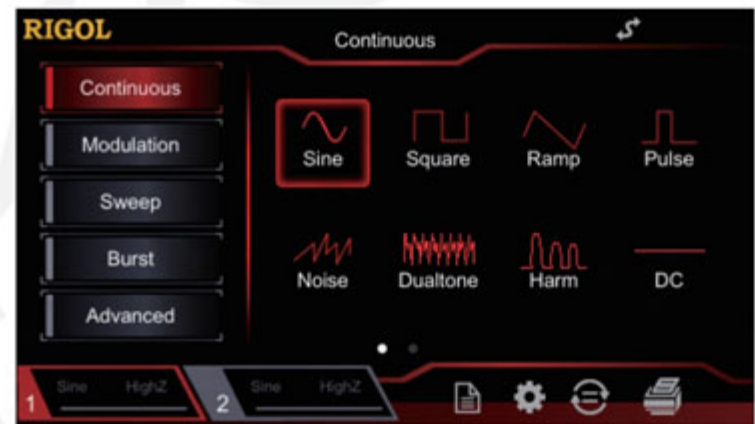 RIGOL
Continuous
Continuous
Modulation
Sweep
Burst
Advanced
Sine
Square
Ramp
Pulse
Noise
Dualtone
Harm
DC
1
Sine
HighZ
2
Sine
HighZ